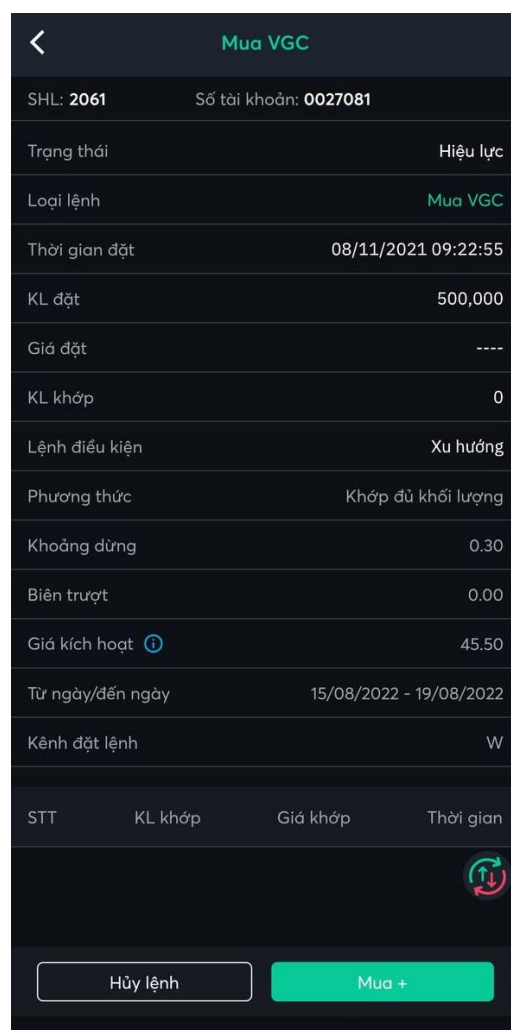 Mua VGC
SHL: 2061 Số tài khoản: 0027081
Trạng thái Hiệu lực
Loại lệnh Mua VGC
Thời gian đặt 08/11/2021 09:22:55
KL đặt 500,000
Giá đặt ----
KL khớp 0
Lệnh điều kiện Xu hướng
Phương thức Khớp đủ khối lượng
Khoảng dừng 0.30
Biên trượt 0.00
Giá kích hoạt 45.50
Từ ngày/đến ngày 15/08/2022 - 19/08/2022
Kênh đặt lệnh W
STT KL khớp Giá khớp Thời gian
Hủy lệnh Mua +